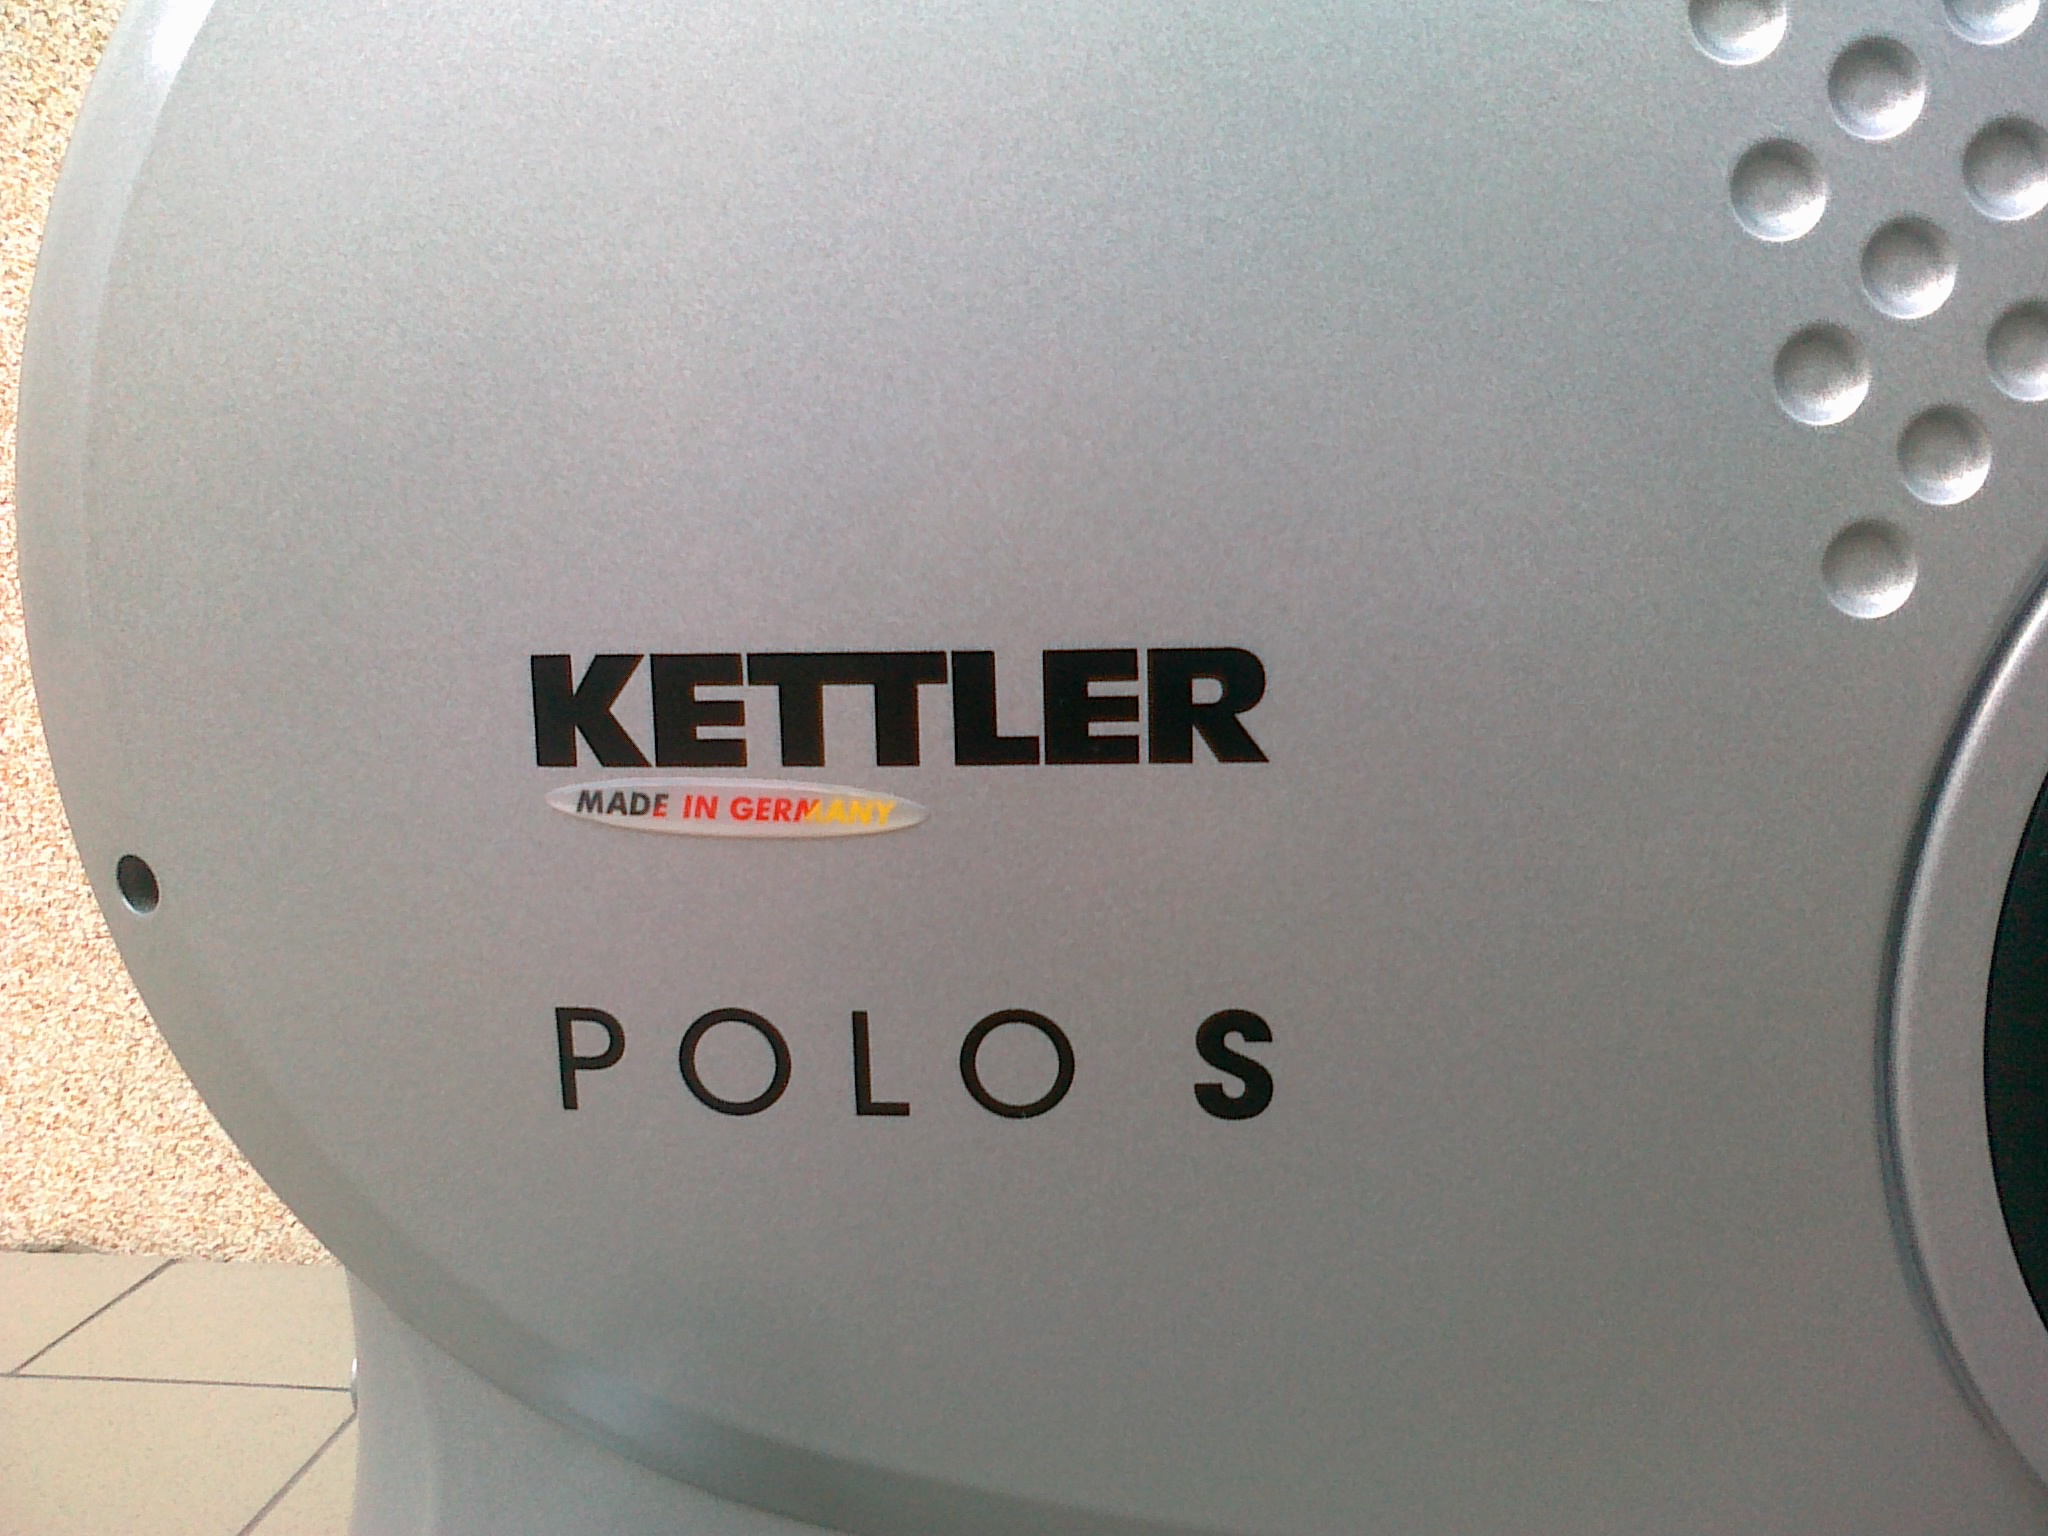 KETTLER
MADE IN GERMANY
POLO S